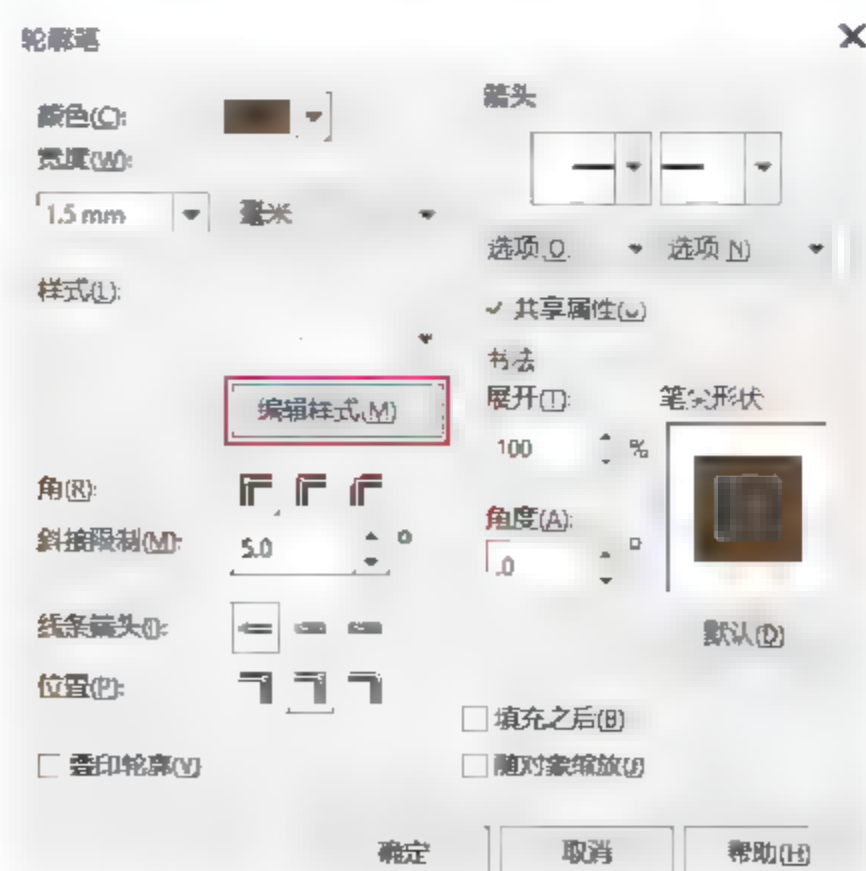 轮廓笔
颜色(C):
宽度(W):
1.5 mm 毫米
样式(L):
编辑样式(M)
角(R):
斜接限制(M):
5.0 °
线条端头(I):
位置(P):
叠印轮廓(V)
箭头
选项 O 选项 N)
✓ 共享属性(S)
书法
展开(T): 笔尖形状
100 %
角度(A):
.0 °
默认(D)
填充之后(B)
随对象缩放(J)
确定 取消 帮助(H)